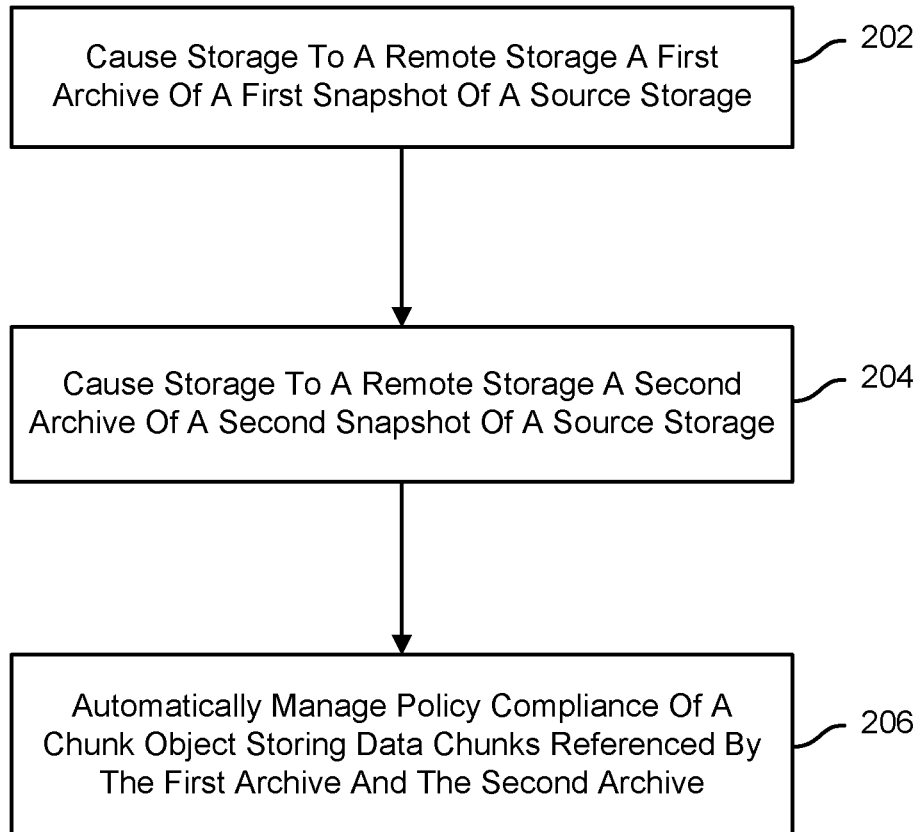 Cause Storage To A Remote Storage A First
Archive Of A First Snapshot Of A Source Storage
202
Cause Storage To A Remote Storage A Second
Archive Of A Second Snapshot Of A Source Storage
204
Automatically Manage Policy Compliance Of A
Chunk Object Storing Data Chunks Referenced By
The First Archive And The Second Archive
206